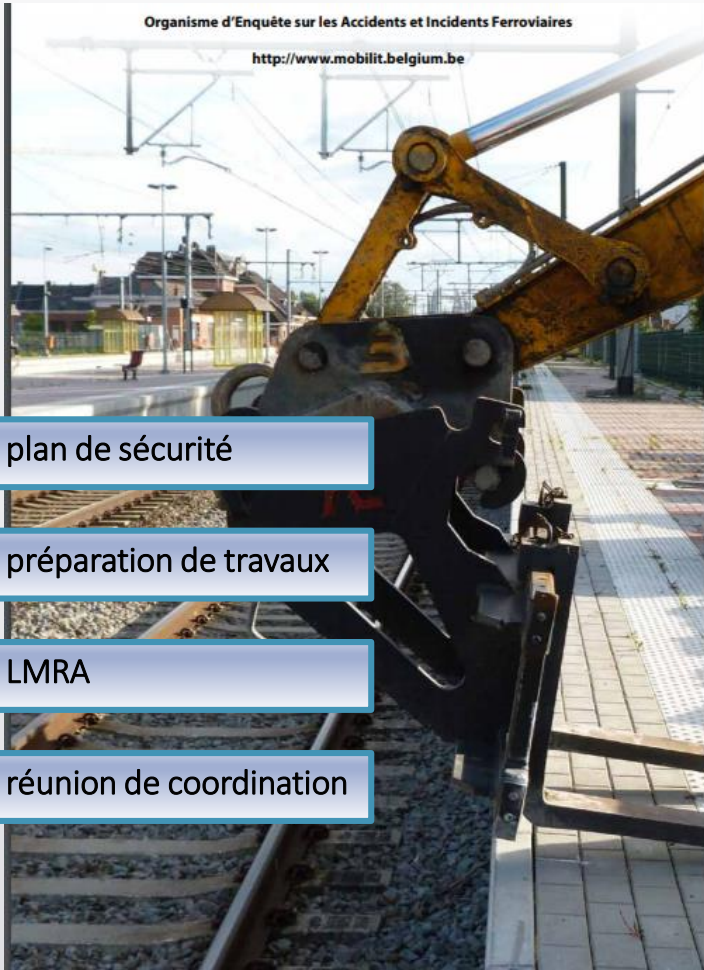 Organisme d'Enquête sur les Accidents et Incidents Ferroviaires
http://www.mobilit.belgium.be
plan de sécurité
préparation de travaux
LMRA
réunion de coordination